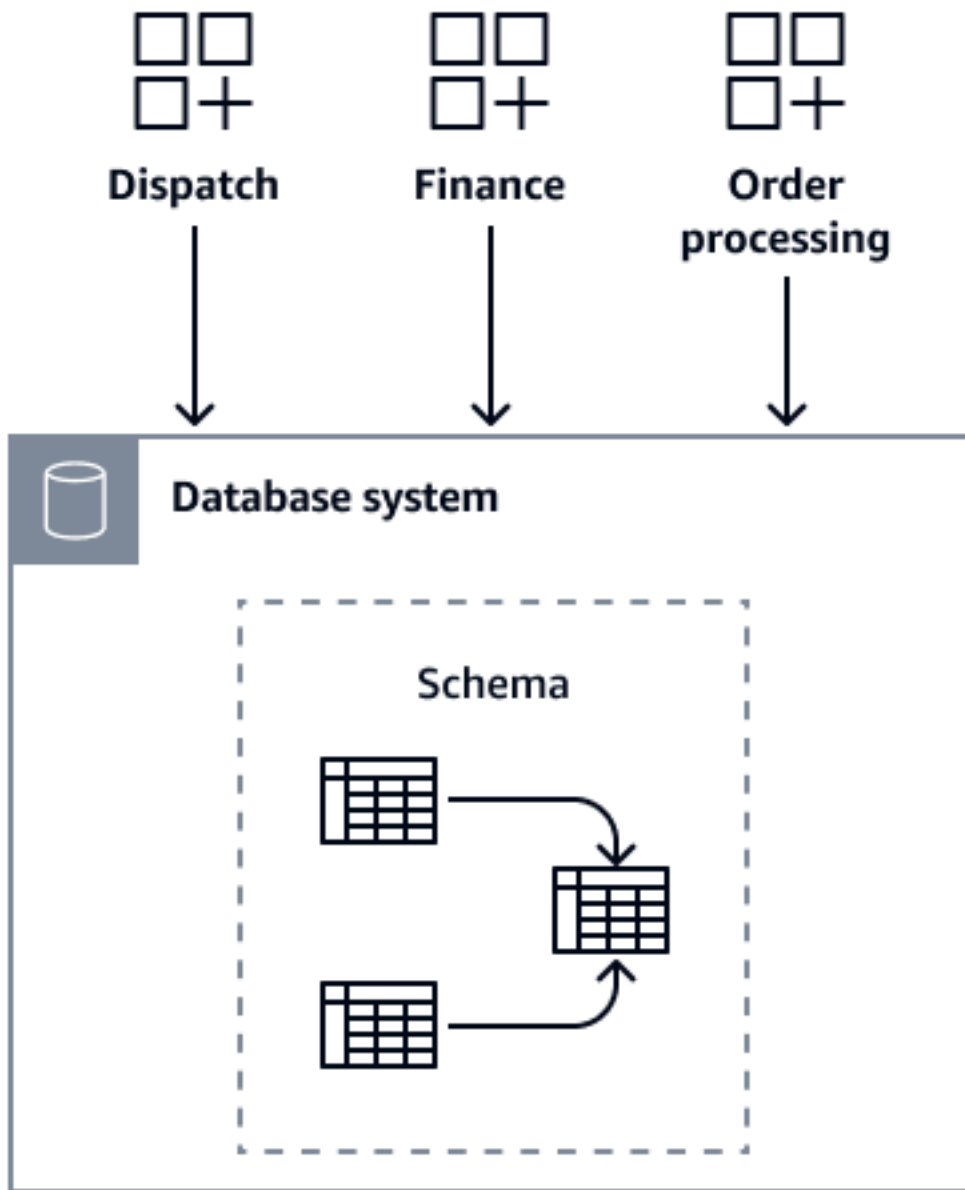 Dispatch
Finance
Order
processing
Database system
Schema